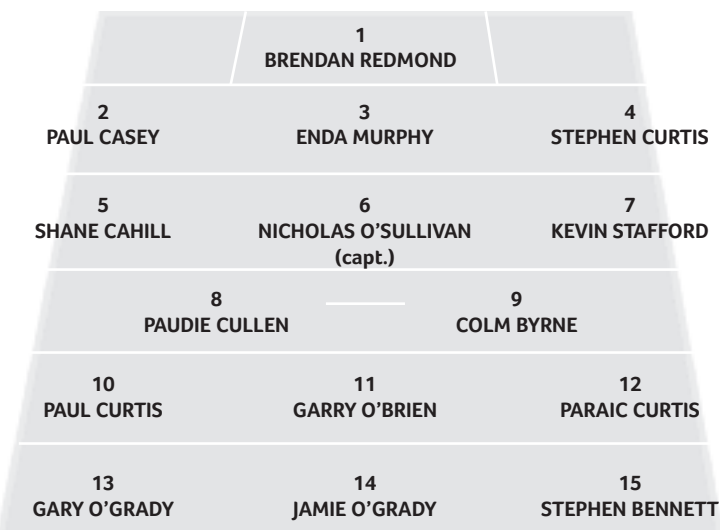 1
BRENDAN REDMOND
2
PAUL CASEY
3
ENDA MURPHY
4
STEPHEN CURTIS
5
SHANE CAHILL
6
NICHOLAS O’SULLIVAN
(capt.)
7
KEVIN STAFFORD
8
PAUDIE CULLEN
9
COLM BYRNE
10
PAUL CURTIS
11
GARRY O’BRIEN
12
PARAIC CURTIS
13
GARY O’GRADY
14
JAMIE O’GRADY
15
STEPHEN BENNETT